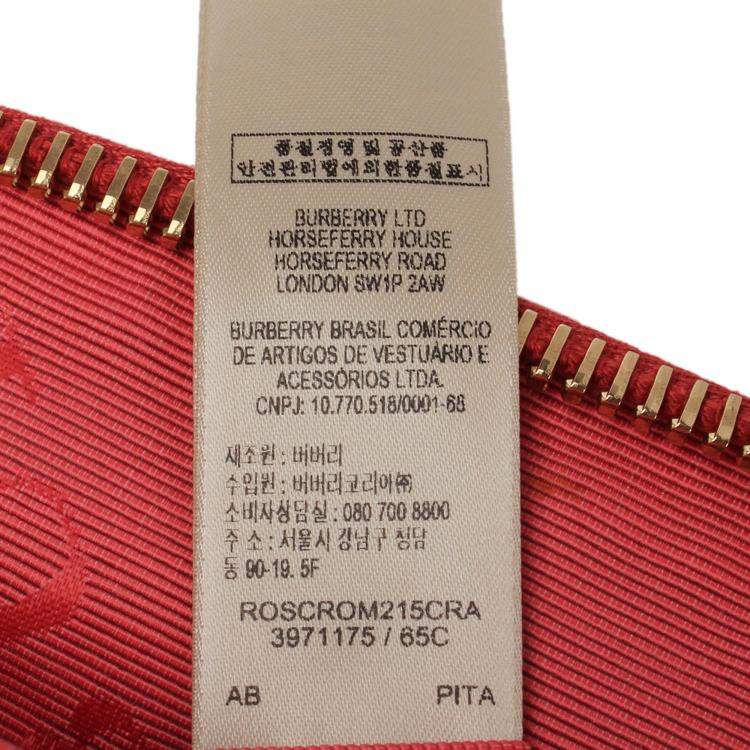 품질경영 및 공산품
안전관리법에의한품질표시
BURBERRY LTD
HORSEFERRY HOUSE
HORSEFERRY ROAD
LONDON SW1P 2AW
BURBERRY BRASIL COMÉRCIO
DE ARTIGOS DE VESTUÁRIO E
ACESSÓRIOS LTDA.
CNPJ: 10.770.518/0001-68
제조원 : 버버리
수입원 : 버버리코리아㈜
소비자상담실 : 080 700 8800
주 소 : 서울시 강남구 청담
동 90-19. 5F
ROSCROM215CRA
3971175 / 65C
AB PITA